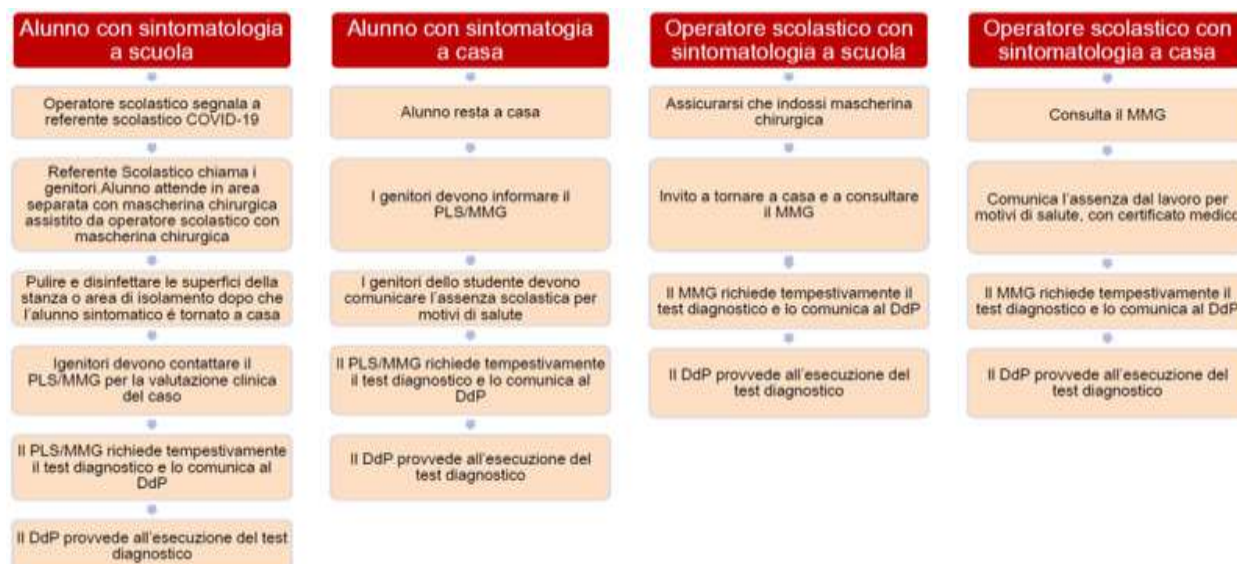 Alunno con sintomatologia
a scuola
Operatore scolastico segnala a
referente scolastico COVID-19
Referente Scolastico chiama i
genitori.Alunno attende in area
separata con mascherina chirurgica
assistito da operatore scolastico con
mascherina chirurgica
Pulire e disinfettare le superfici della
stanza o area di isolamento dopo che
l'alunno sintomatico é tornato a casa
Igenitori devono contattare il
PLS/MMG per la valutazione clinica
del caso
Il PLS/MMG richiede tempestivamente
il test diagnostico e lo comunica al
DdP
Il DdP provvede all'esecuzione del test
diagnostico
Alunno con sintomatogia
a casa
Alunno resta a casa
I genitori devono informare il
PLS/MMG
I genitori dello studente devono
comunicare l'assenza scolastica per
motivi di salute
Il PLS/MMG richiede tempestivamente
il test diagnostico e lo comunica al
DdP
Il DdP provvede all'esecuzione del
test diagnostico
Operatore scolastico con
sintomatologia a scuola
Assicurarsi che indossi mascherina
chirurgica
Invito a tornare a casa e a consultare
il MMG
Il MMG richiede tempestivamente il
test diagnostico e lo comunica al DdP
Il DdP provvede all'esecuzione del
test diagnostico
Operatore scolastico con
sintomatologia a casa
Consulta il MMG
Comunica l'assenza dal lavoro per
motivi di salute, con certificato medico
Il MMG richiede tempestivamente il
test diagnostico e lo comunica al DdP
Il DdP provvede all'esecuzione del
test diagnostico